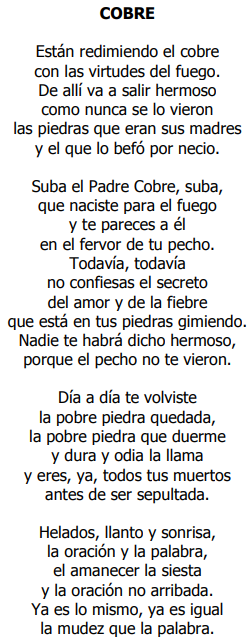 COBRE
Están redimiendo el cobre
con las virtudes del fuego.
De allí va a salir hermoso
como nunca se lo vieron
las piedras que eran sus madres
y el que lo befó por necio.
Suba el Padre Cobre, suba,
que naciste para el fuego
y te pareces a él
en el fervor de tu pecho.
Todavía, todavía
no confiesas el secreto
del amor y de la fiebre
que está en tus piedras gimiendo.
Nadie te habrá dicho hermoso,
porque el pecho no te vieron.
Día a día te volviste
la pobre piedra quedada,
la pobre piedra que duerme
y dura y odia la llama
y eres, ya, todos tus muertos
antes de ser sepultada.
Helados, llanto y sonrisa,
la oración y la palabra,
el amanecer la siesta
y la oración no arribada.
Ya es lo mismo, ya es igual
la mudez que la palabra.